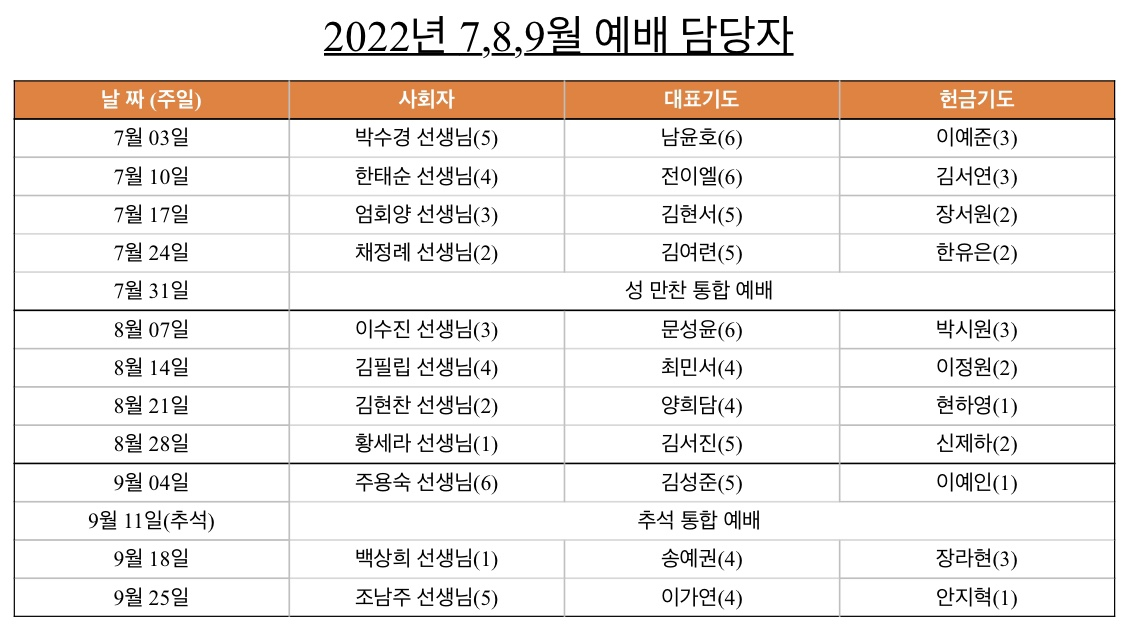 2022년 7,8,9월 예배 담당자
날 짜 (주일) 사회자 대표기도 헌금기도
7월 03일 박수경 선생님(5) 남윤호(6) 이예준(3)
7월 10일 한태순 선생님(4) 전이엘(6) 김서연(3)
7월 17일 엄회양 선생님(3) 김현서(5) 장서원(2)
7월 24일 채정례 선생님(2) 김여련(5) 한유은(2)
7월 31일 성 만찬 통합 예배
8월 07일 이수진 선생님(3) 문성윤(6) 박시원(3)
8월 14일 김필립 선생님(4) 최민서(4) 이정원(2)
8월 21일 김현찬 선생님(2) 양희담(4) 현하영(1)
8월 28일 황세라 선생님(1) 김서진(5) 신제하(2)
9월 04일 주용숙 선생님(6) 김성준(5) 이예인(1)
9월 11일(추석) 추석 통합 예배
9월 18일 백상희 선생님(1) 송예권(4) 장라현(3)
9월 25일 조남주 선생님(5) 이가연(4) 안지혁(1)